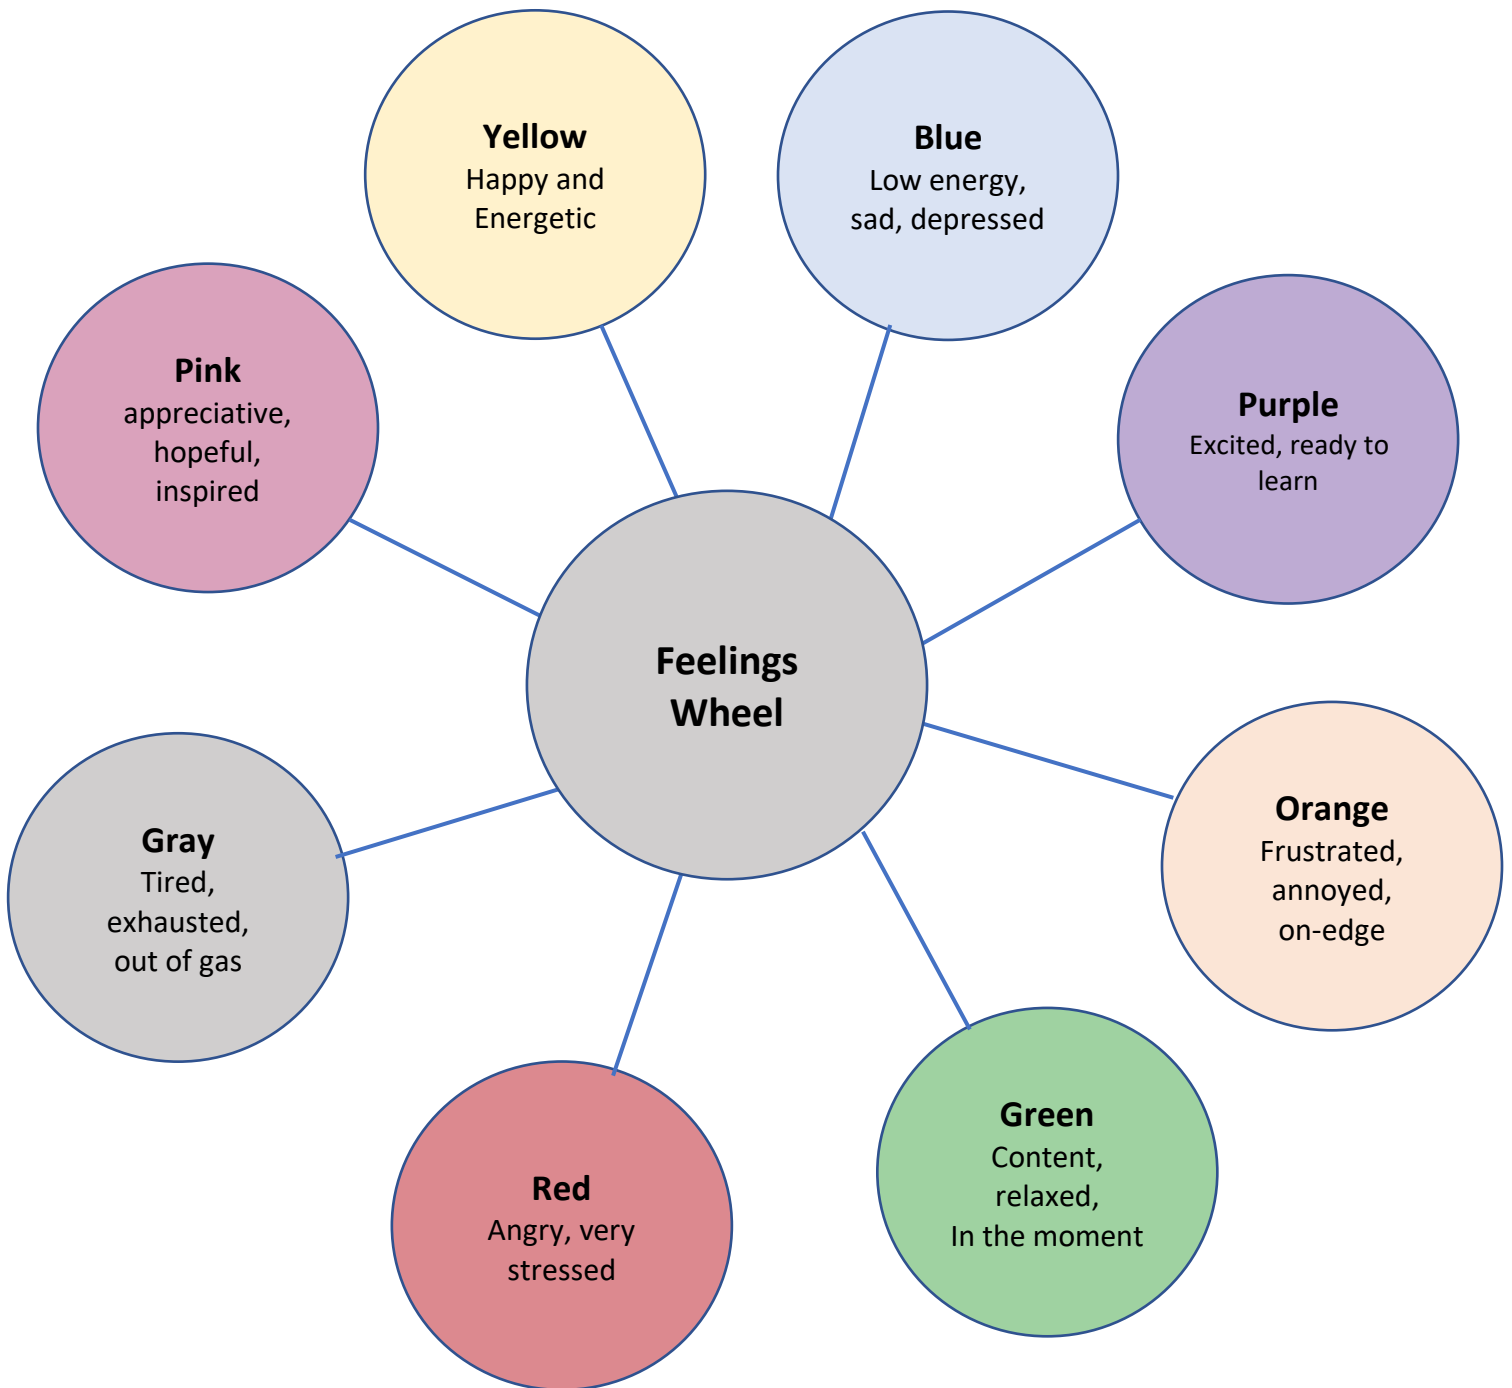 Yellow
Happy and
Energetic
Blue
Low energy,
sad, depressed
Pink
appreciative,
hopeful,
inspired
Purple
Excited, ready to
learn
Feelings
Wheel
Gray
Tired,
exhausted,
out of gas
Orange
Frustrated,
annoyed,
on-edge
Red
Angry, very
stressed
Green
Content,
relaxed,
In the moment